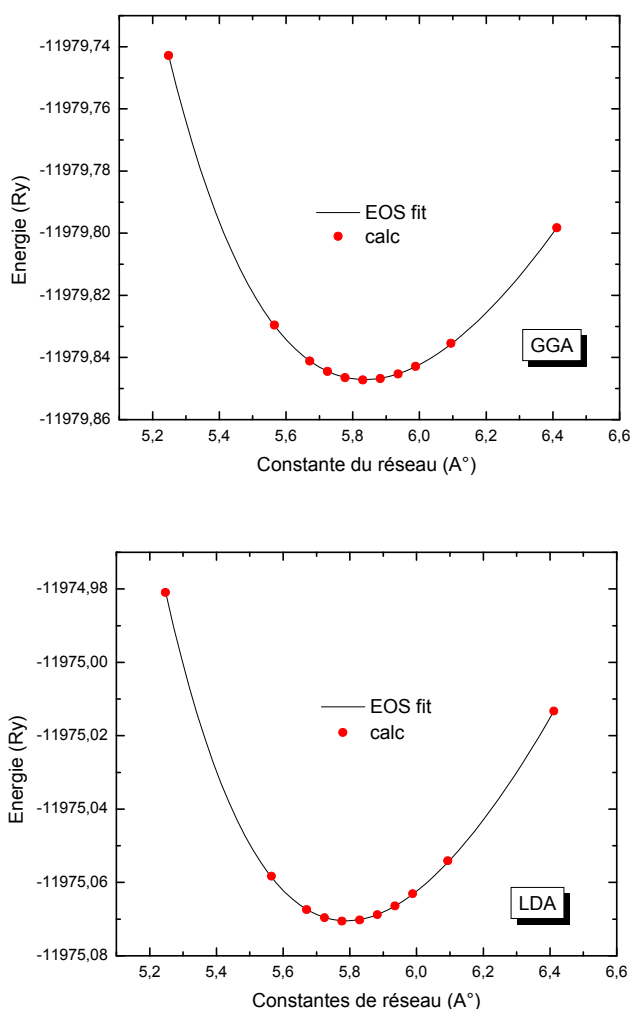 -11979,74
-11979,76
-11979,78
-11979,80
-11979,82
-11979,84
-11979,86
Energie (Ry)
EOS fit
calc
GGA
5,2 5,4 5,6 5,8 6,0 6,2 6,4 6,6
Constante du réseau (A°)
-11974,98
-11975,00
-11975,02
-11975,04
-11975,06
-11975,08
Energie (Ry)
EOS fit
calc
LDA
5,2 5,4 5,6 5,8 6,0 6,2 6,4 6,6
Constantes de réseau (A°)